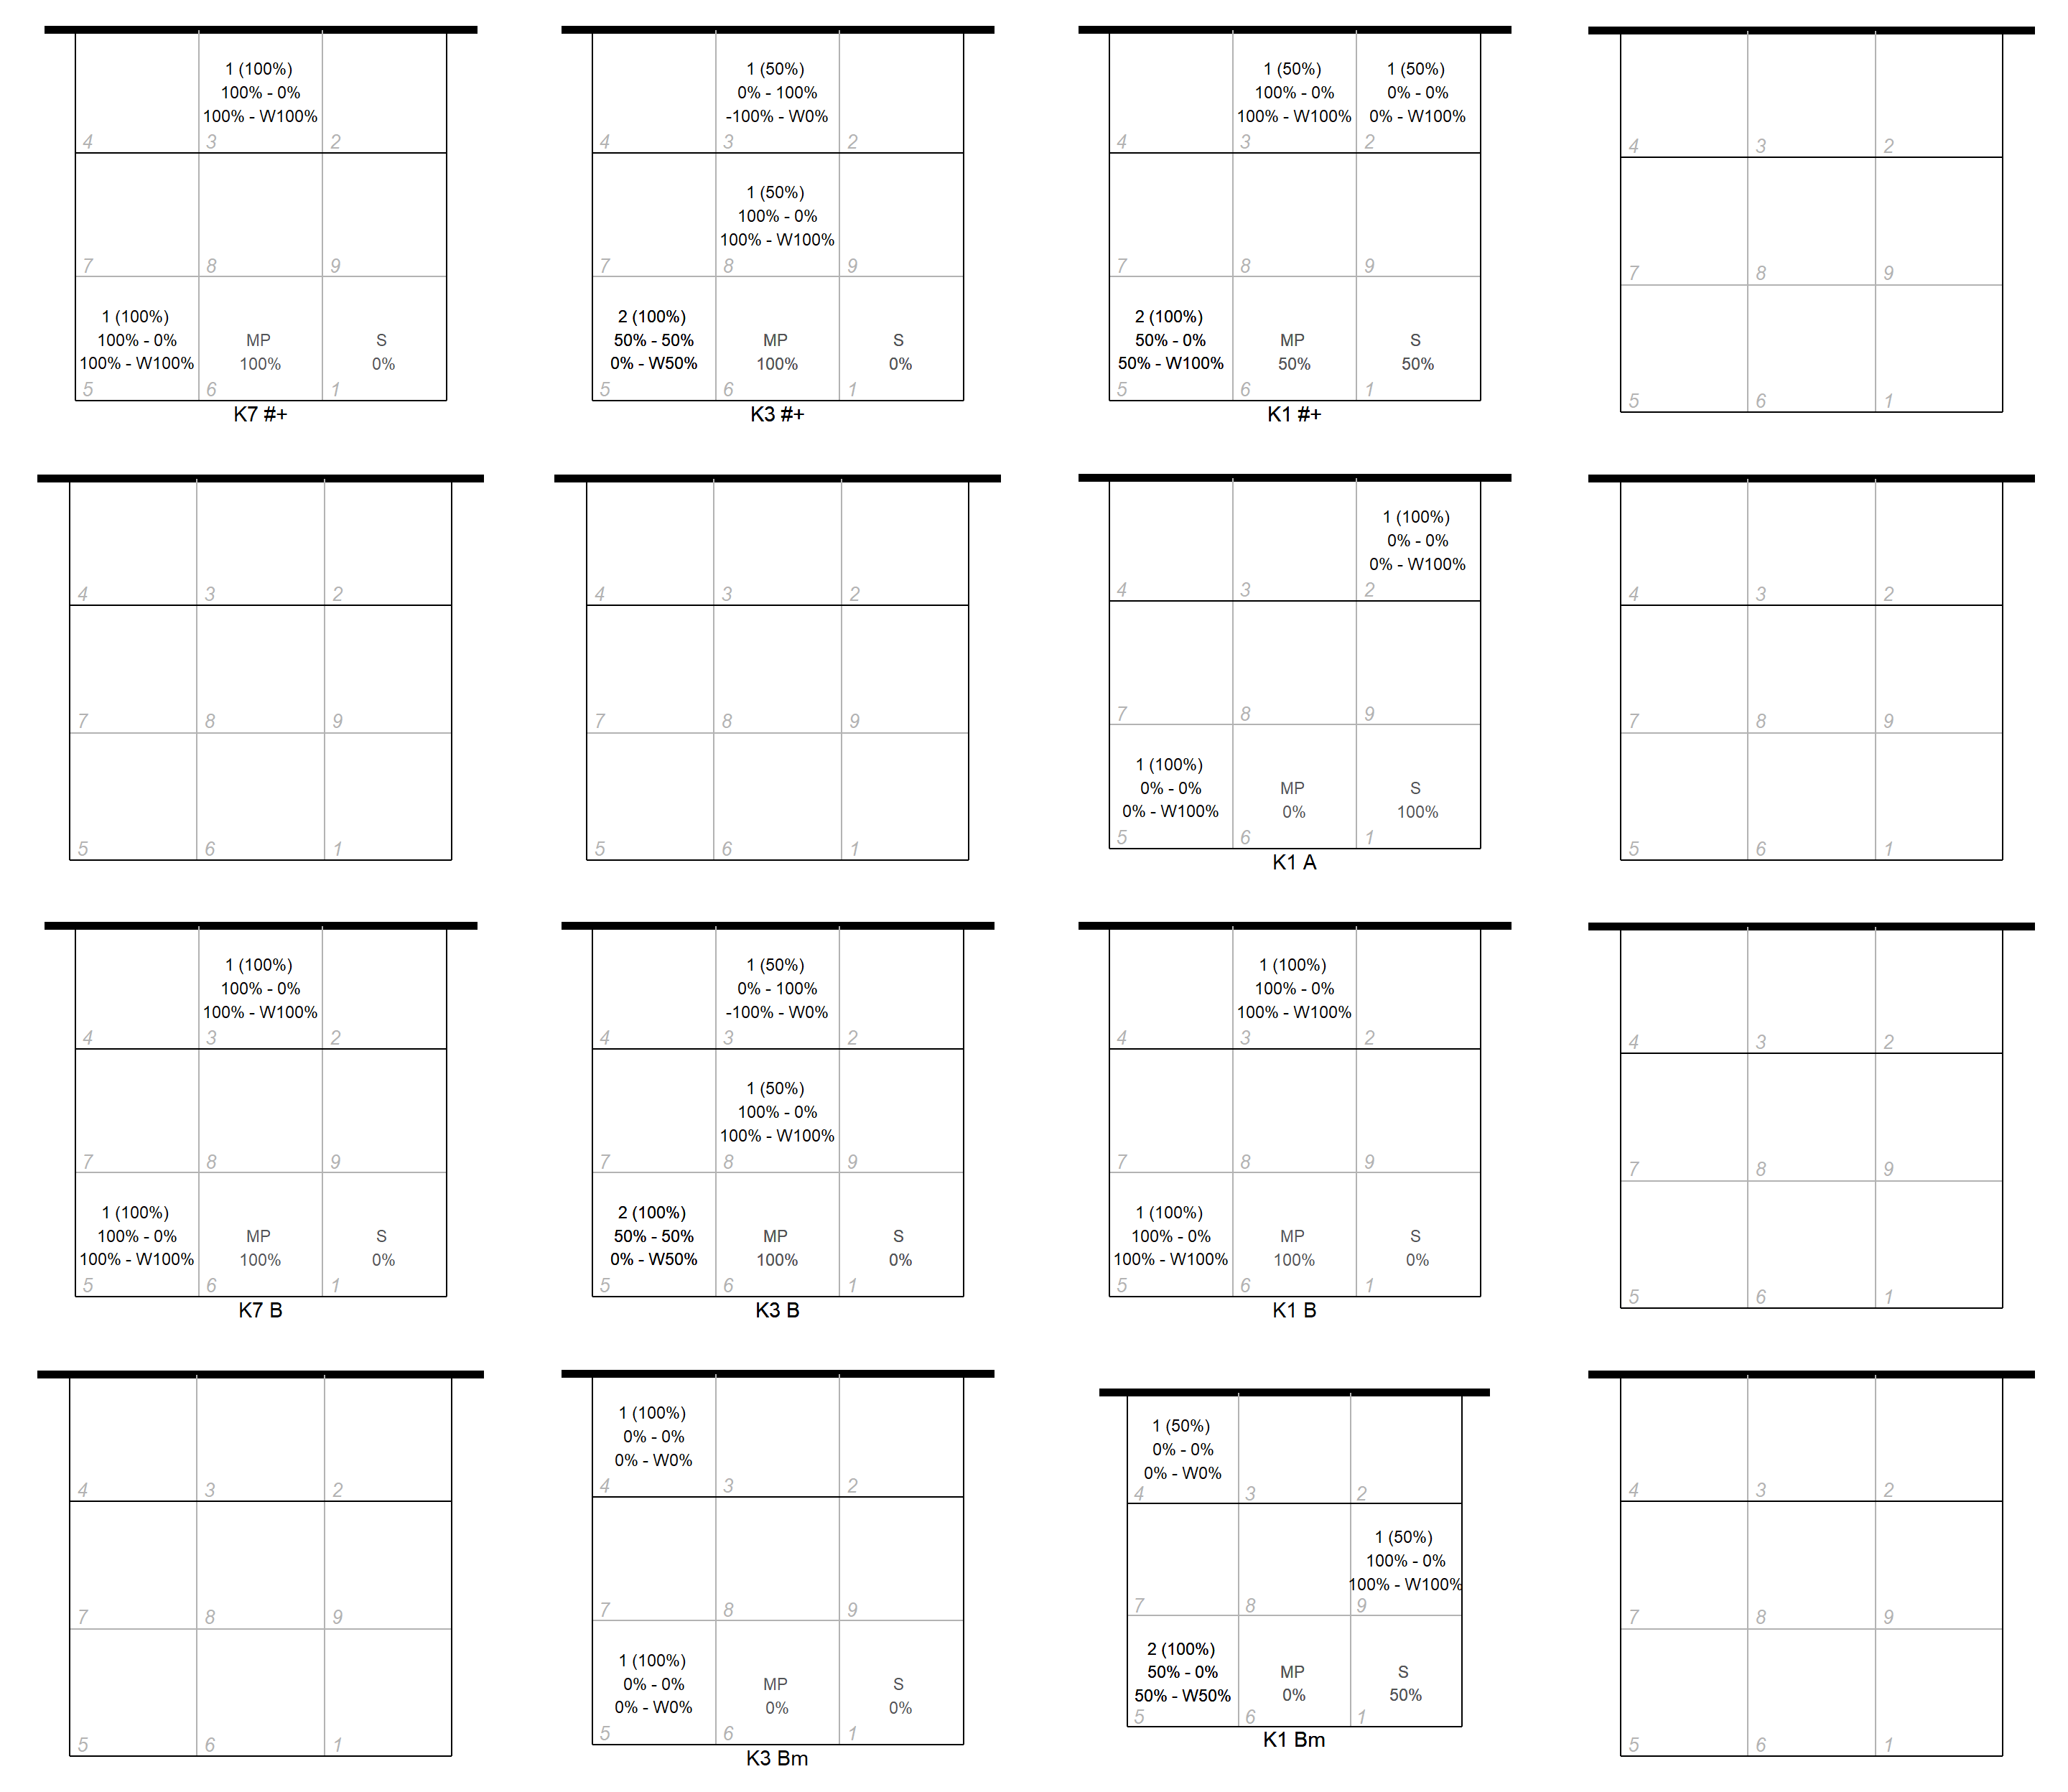 1 (100%)
100% - 0%
100% - W100%
4 3 2
7 8 9
1 (100%)
100% - 0%
100% - W100%
MP
100%
S
0%
5 6 1
K7 #+
1 (50%)
0% - 100%
-100% - W0%
4 3 2
1 (50%)
100% - 0%
100% - W100%
7 8 9
2 (100%)
50% - 50%
0% - W50%
MP
100%
S
0%
5 6 1
K3 #+
1 (50%)
100% - 0%
100% - W100%
1 (50%)
0% - 0%
0% - W100%
4 3 2
7 8 9
2 (100%)
50% - 0%
50% - W100%
MP
50%
S
50%
5 6 1
K1 #+
4 3 2
7 8 9
5 6 1
4 3 2
7 8 9
5 6 1
4 3 2
7 8 9
5 6 1
1 (100%)
0% - 0%
0% - W100%
4 3 2
7 8 9
1 (100%)
0% - 0%
0% - W100%
MP
0%
S
100%
5 6 1
K1 A
4 3 2
7 8 9
5 6 1
1 (100%)
100% - 0%
100% - W100%
4 3 2
7 8 9
1 (100%)
100% - 0%
100% - W100%
MP
100%
S
0%
5 6 1
K7 B
1 (50%)
0% - 100%
-100% - W0%
4 3 2
1 (50%)
100% - 0%
100% - W100%
7 8 9
2 (100%)
50% - 50%
0% - W50%
MP
100%
S
0%
5 6 1
K3 B
1 (100%)
100% - 0%
100% - W100%
4 3 2
7 8 9
1 (100%)
100% - 0%
100% - W100%
MP
100%
S
0%
5 6 1
K1 B
4 3 2
7 8 9
5 6 1
4 3 2
7 8 9
5 6 1
1 (100%)
0% - 0%
0% - W0%
4 3 2
7 8 9
1 (100%)
0% - 0%
0% - W0%
MP
0%
S
0%
5 6 1
K3 Bm
1 (50%)
0% - 0%
0% - W0%
4 3 2
1 (50%)
100% - 0%
100% - W100%
7 8 9
2 (100%)
50% - 0%
50% - W50%
MP
0%
S
50%
5 6 1
K1 Bm
4 3 2
7 8 9
5 6 1